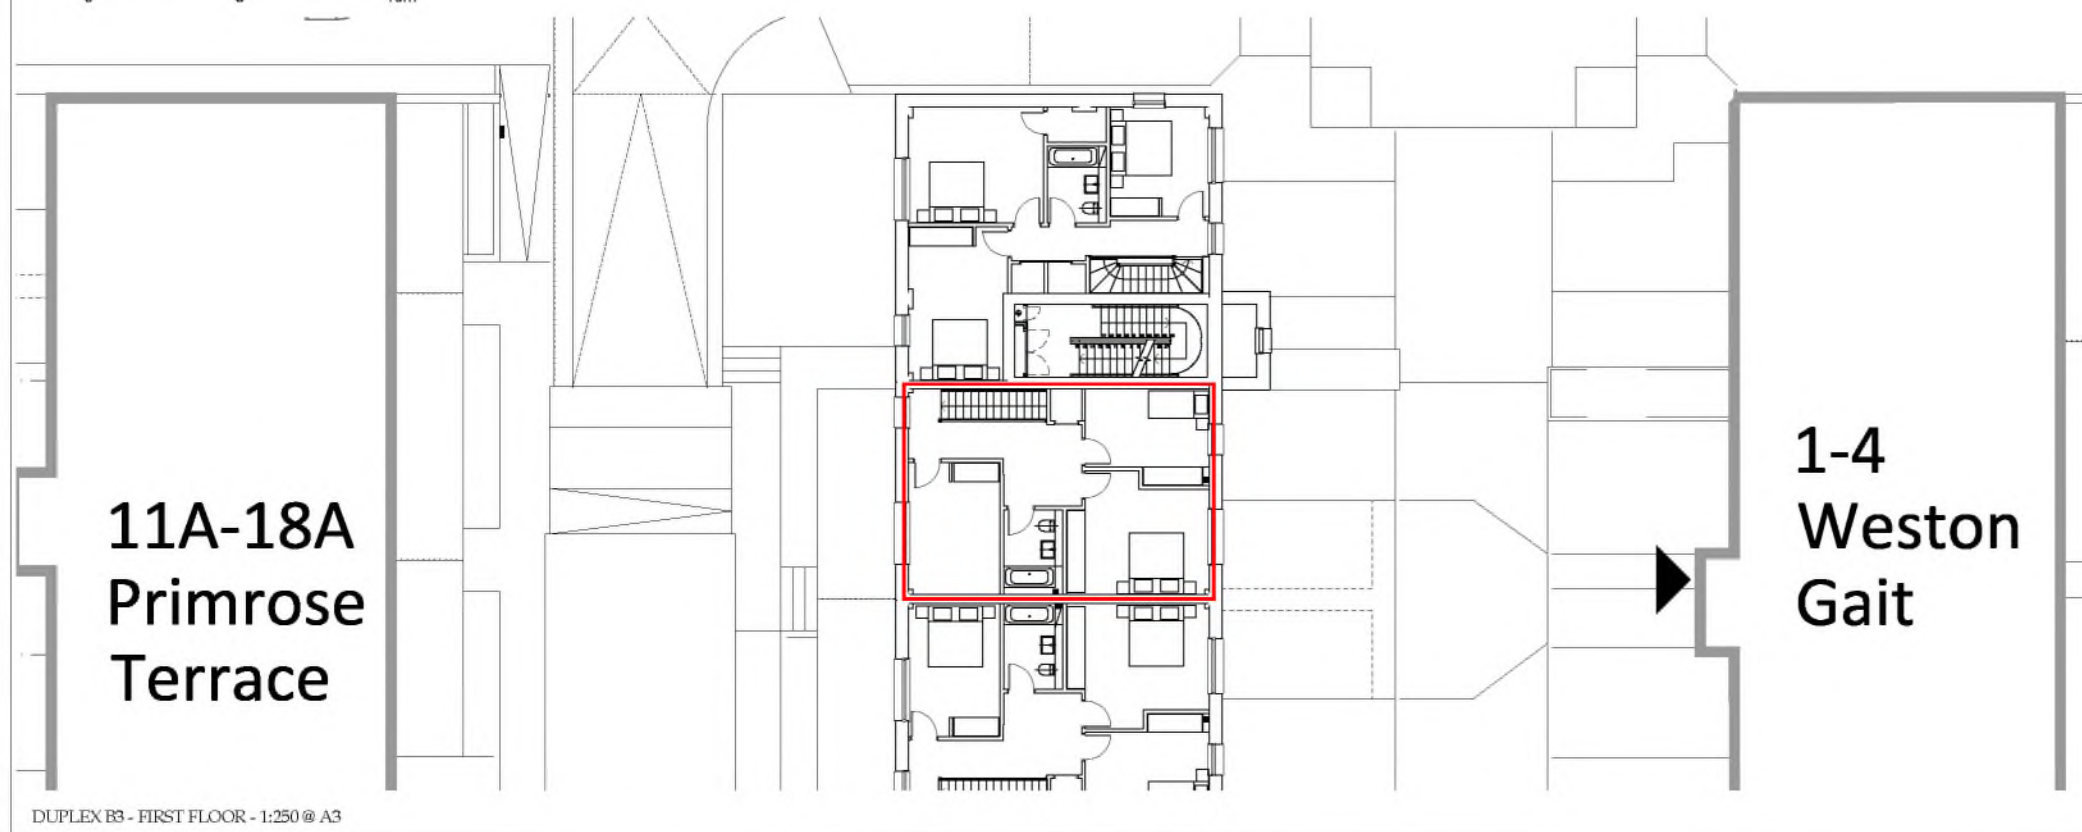 11A-18A
Primrose
Terrace
1-4
Weston
Gait
DUPLEX B3 - FIRST FLOOR - 1:250 @ A3